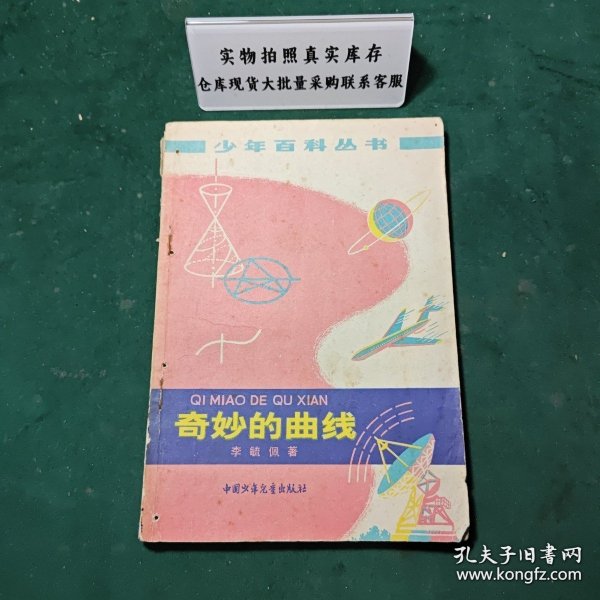 实物拍照真实库存
仓库现货大批量采购联系客服
少年百科丛书
QI MIAO DE QU XIAN
奇妙的曲线
李毓佩著
中国少年儿童出版社
孔夫子旧书网
www.kongfz.com